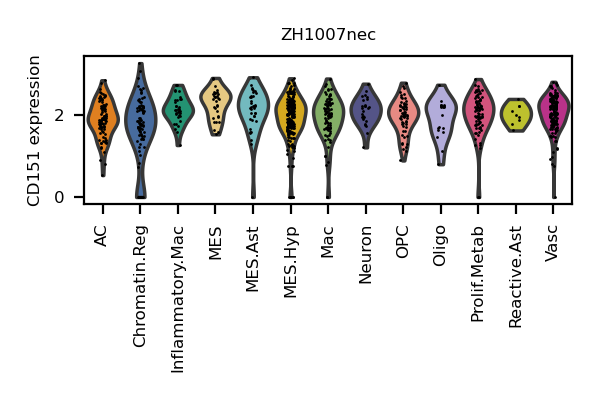 ZH1007nec
CD151 expression
2
0
AC
Chromatin.Reg
Inflammatory.Mac
MES
MES.Ast
MES.Hyp
Mac
Neuron
OPC
Oligo
Prolif.Metab
Reactive.Ast
Vasc